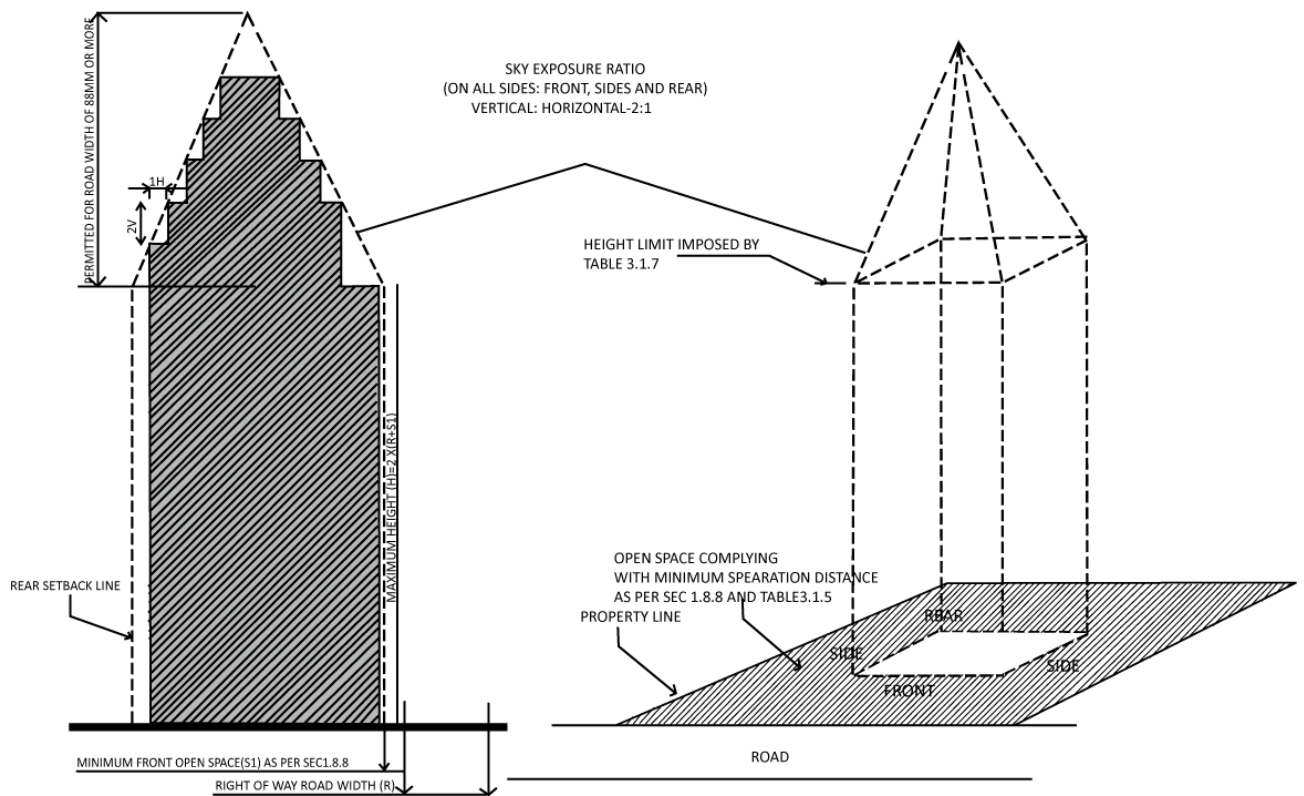 PERMITTED FOR ROAD WIDTH OF 88MM OR MORE
SKY EXPOSURE RATIO
(ON ALL SIDES: FRONT, SIDES AND REAR)
VERTICAL: HORIZONTAL-2:1
1H
2V
HEIGHT LIMIT IMPOSED BY
TABLE 3.1.7
MAXIMUM HEIGHT (H)=2 X(R+S1)
REAR SETBACK LINE
OPEN SPACE COMPLYING
WITH MINIMUM SPEARATION DISTANCE
AS PER SEC 1.8.8 AND TABLE3.1.5
PROPERTY LINE
REAR
SIDE
SIDE
FRONT
ROAD
MINIMUM FRONT OPEN SPACE(S1) AS PER SEC1.8.8
RIGHT OF WAY ROAD WIDTH (R)